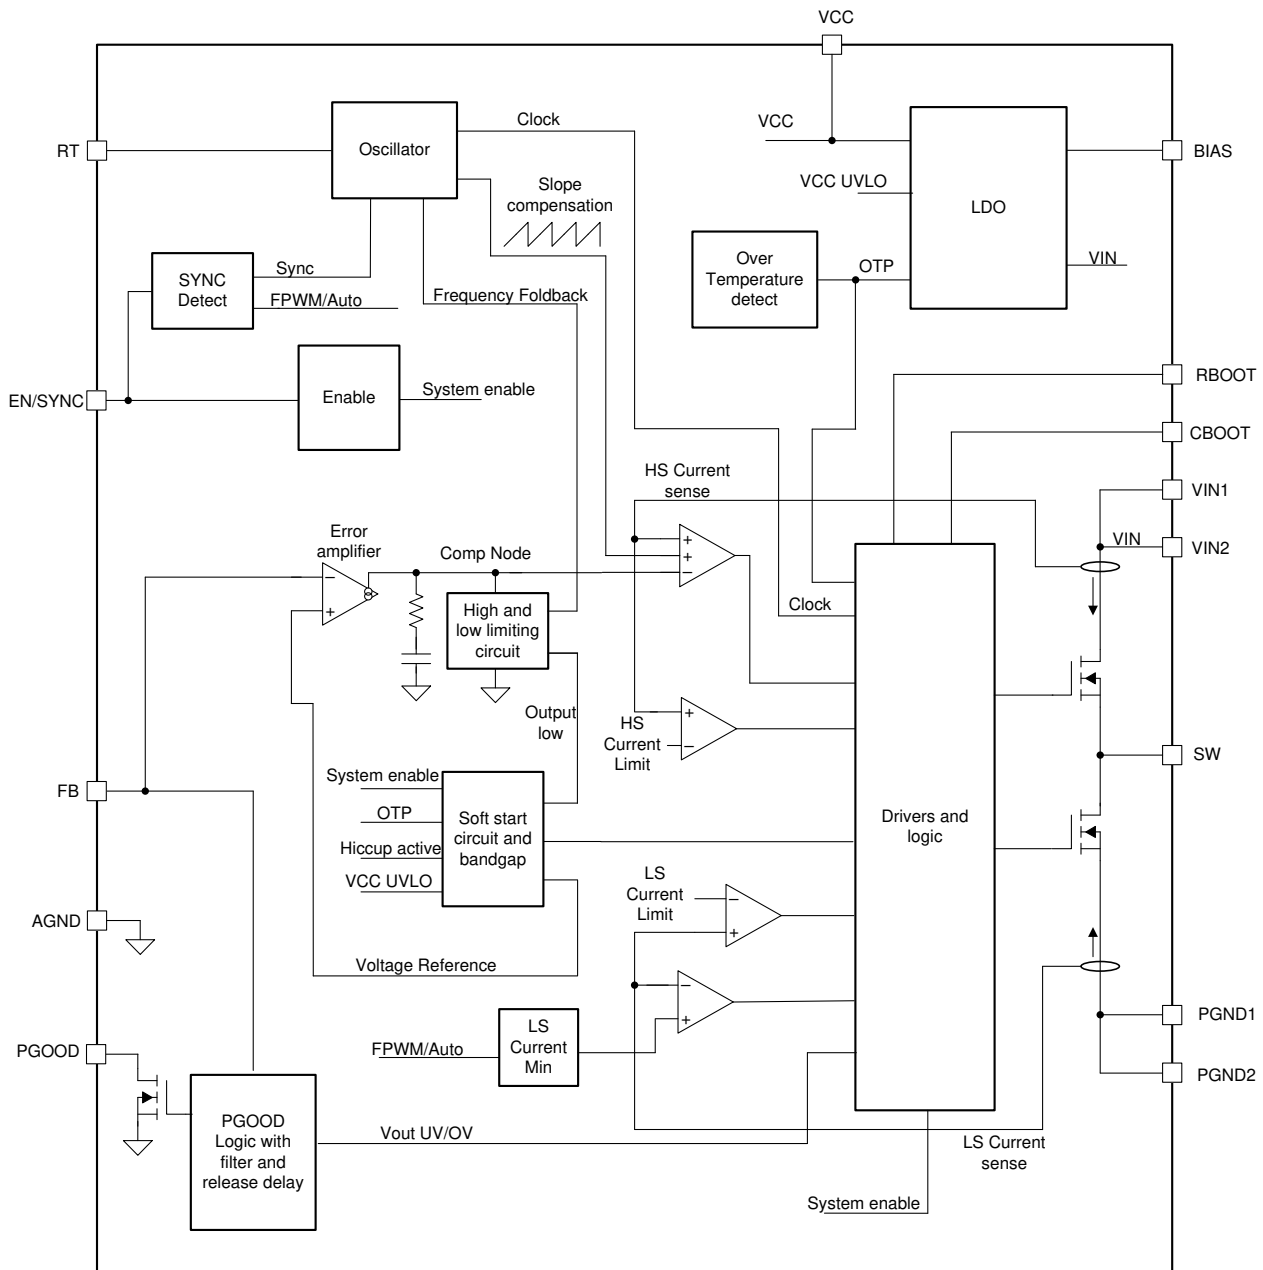 VCC
Oscillator
Clock
RT
VCC
BIAS
Slope
compensation
VCC UVLO
LDO
SYNC
Detect
Sync
FPWM/Auto
Frequency Foldback
Over
Temperature
detect
OTP
VIN
Enable
System enable
EN/SYNC
RBOOT
CBOOT
HS Current
sense
VIN1
VIN
VIN2
Error
amplifier
Comp Node
−
+
+
+
−
High and
low limiting
circuit
Clock
Output
low
HS
Current
Limit
+
−
SW
FB
System enable
OTP
Hiccup active
VCC UVLO
Soft start
circuit and
bandgap
Drivers and
logic
LS
Current
Limit
−
+
AGND
Voltage Reference
−
+
PGND1
PGOOD
FPWM/Auto
LS
Current
Min
PGND2
PGOOD
Logic with
filter and
release delay
Vout UV/OV
LS Current
sense
System enable